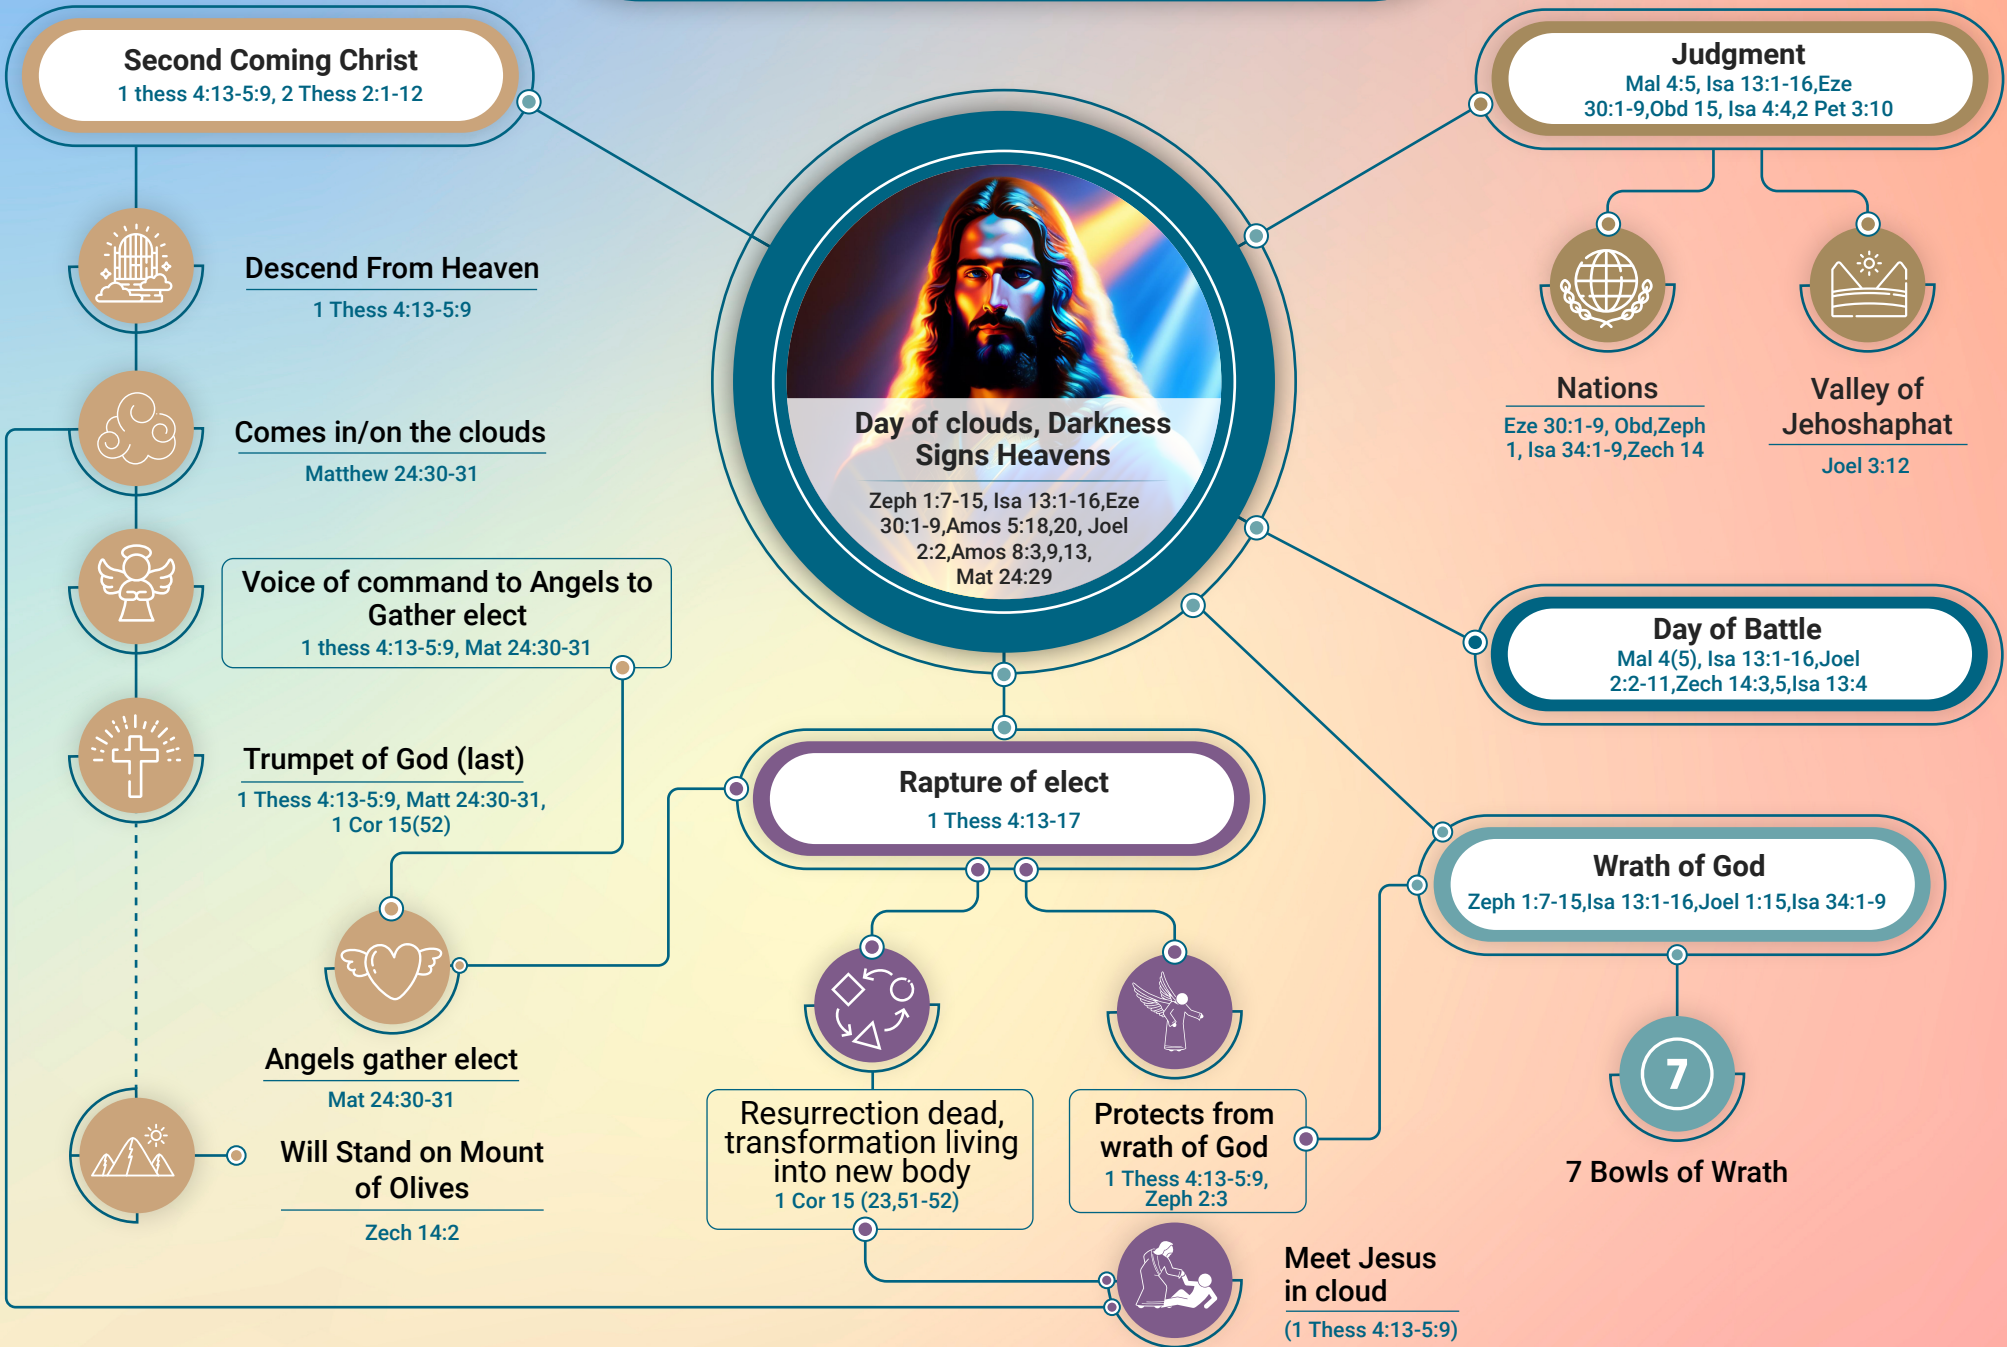 Second Coming Christ
1 thess 4:13-5:9, 2 Thess 2:1-12
Descend From Heaven
1 Thess 4:13-5:9
Comes in/on the clouds
Matthew 24:30-31
Voice of command to Angels to
Gather elect
1 thess 4:13-5:9, Mat 24:30-31
Trumpet of God (last)
1 Thess 4:13-5:9, Matt 24:30-31,
1 Cor 15(52)
Angels gather elect
Mat 24:30-31
Will Stand on Mount
of Olives
Zech 14:2
Day of clouds, Darkness
Signs Heavens
Zeph 1:7-15, Isa 13:1-16,Eze
30:1-9,Amos 5:18,20, Joel
2:2,Amos 8:3,9,13,
Mat 24:29
Rapture of elect
1 Thess 4:13-17
Resurrection dead,
transformation living
into new body
1 Cor 15 (23,51-52)
Protects from
wrath of God
1 Thess 4:13-5:9,
Zeph 2:3
Meet Jesus
in cloud
(1 Thess 4:13-5:9)
Judgment
Mal 4:5, Isa 13:1-16,Eze
30:1-9,Obd 15, Isa 4:4,2 Pet 3:10
Nations
Eze 30:1-9, Obd,Zeph
1, Isa 34:1-9,Zech 14
Valley of
Jehoshaphat
Joel 3:12
Day of Battle
Mal 4(5), Isa 13:1-16,Joel
2:2-11,Zech 14:3,5,Isa 13:4
Wrath of God
Zeph 1:7-15,Isa 13:1-16,Joel 1:15,Isa 34:1-9
7
7 Bowls of Wrath